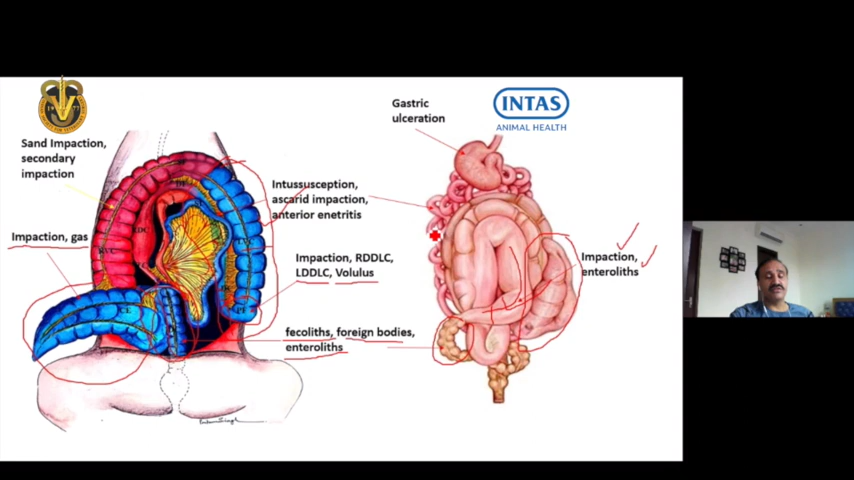 Gastric
ulceration
INTAS
ANIMAL HEALTH
Sand Impaction,
secondary
impaction
Intussusception,
ascarid impaction,
anterior enetritis
Impaction, gas
Impaction, RDDLC,
LDDLC, Volulus
Impaction,
enteroliths
fecoliths, foreign bodies,
enteroliths